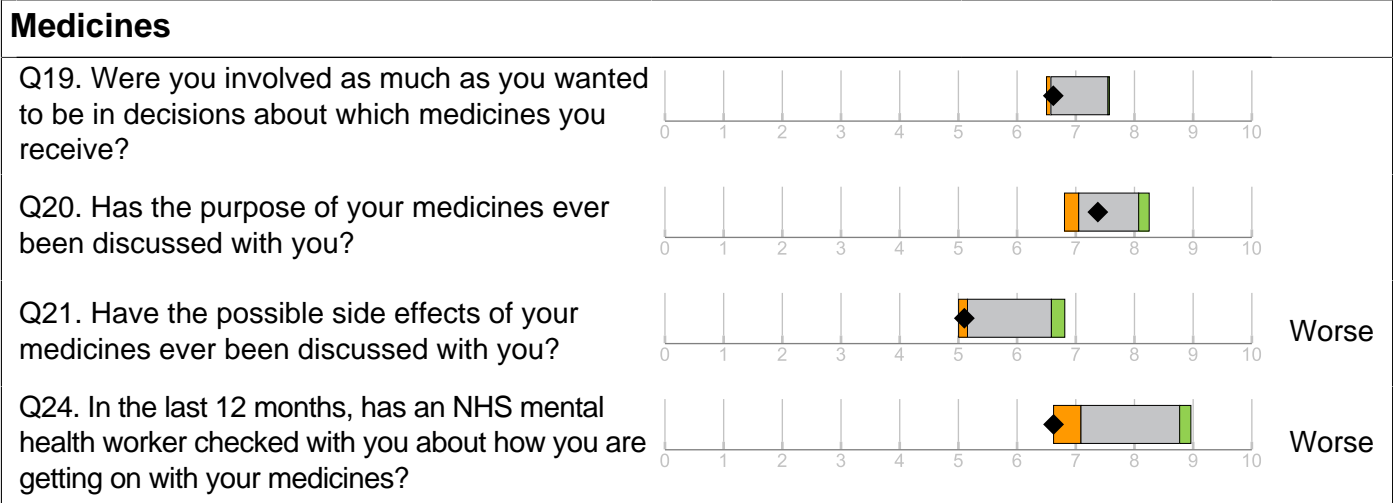 Medicines
Q19. Were you involved as much as you wanted
to be in decisions about which medicines you
receive?
0 1 2 3 4 5 6 7 8 9 10
Q20. Has the purpose of your medicines ever
been discussed with you?
0 1 2 3 4 5 6 7 8 9 10
Q21. Have the possible side effects of your
medicines ever been discussed with you?
0 1 2 3 4 5 6 7 8 9 10
Worse
Q24. In the last 12 months, has an NHS mental
health worker checked with you about how you are
getting on with your medicines?
0 1 2 3 4 5 6 7 8 9 10
Worse